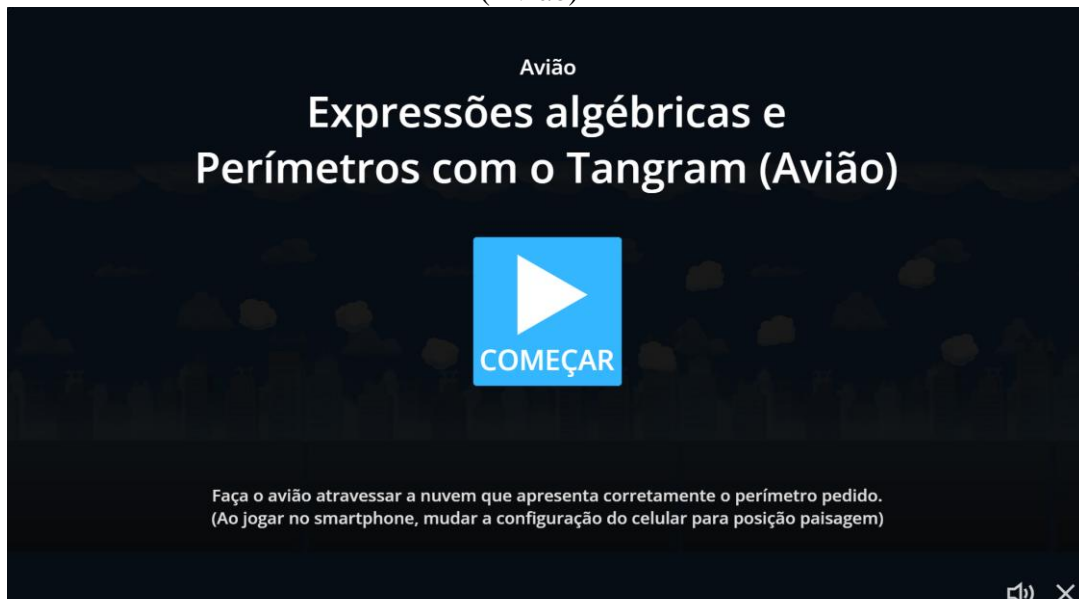 Avião
Expressões algébricas e
Perímetros com o Tangram (Avião)
COMEÇAR
Faça o avião atravessar a nuvem que apresenta corretamente o perímetro pedido.
(Ao jogar no smartphone, mudar a configuração do celular para posição paisagem)